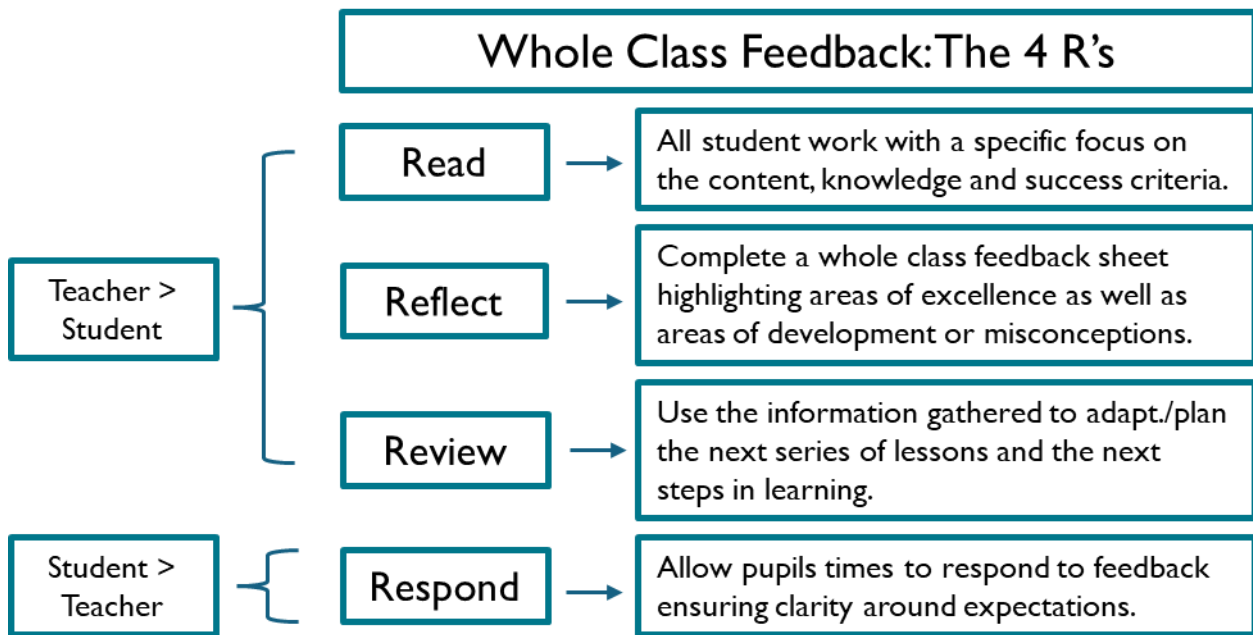 Whole Class Feedback: The 4 R's
Teacher >
Student
Read
All student work with a specific focus on
the content, knowledge and success criteria.
Reflect
Complete a whole class feedback sheet
highlighting areas of excellence as well as
areas of development or misconceptions.
Review
Use the information gathered to adapt./plan
the next series of lessons and the next
steps in learning.
Student >
Teacher
Respond
Allow pupils times to respond to feedback
ensuring clarity around expectations.